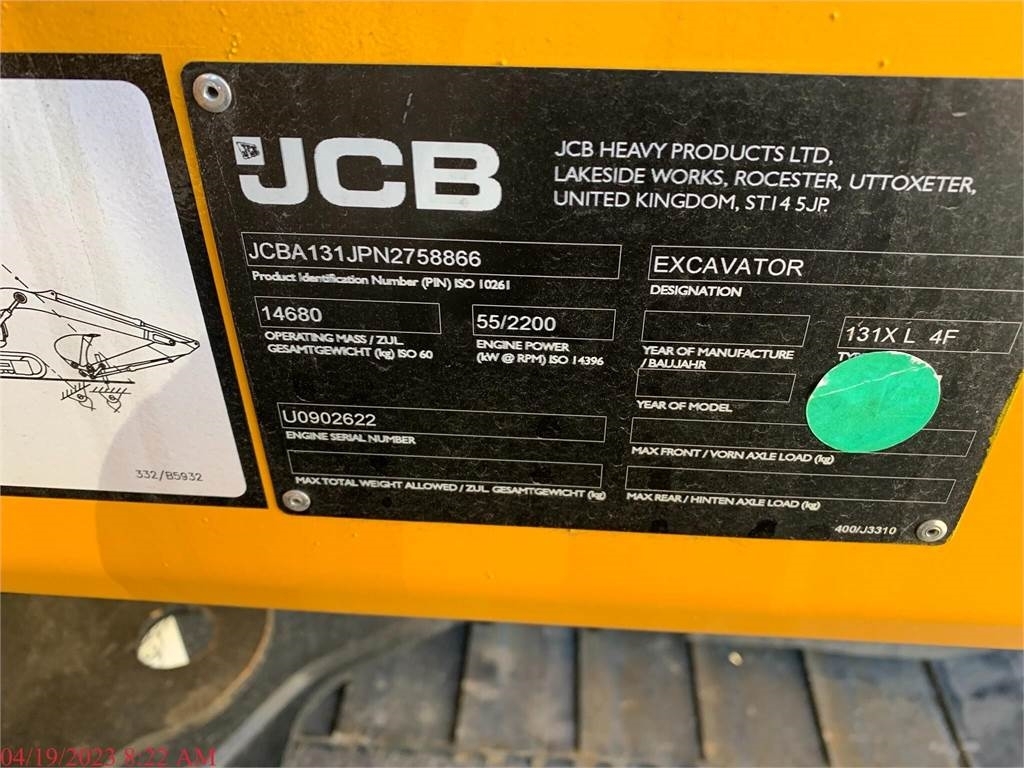 JCB
JCB HEAVY PRODUCTS LTD,
LAKESIDE WORKS, ROCESTER, UTTOXETER,
UNITED KINGDOM, ST14 5JP.
JCBA131JPN2758866
Product Identification Number (PIN) ISO 10261
EXCAVATOR
DESIGNATION
14680
OPERATING MASS / ZUL
GESAMTGEWICHT (kg) ISO 60
55/2200
ENGINE POWER
(kW @ RPM) ISO 14396
YEAR OF MANUFACTURE
/ BAUJAHR
131X L 4F
YEAR OF MODEL
U0902622
ENGINE SERIAL NUMBER
MAX FRONT / VORN AXLE LOAD (kg)
MAX TOTAL WEIGHT ALLOWED / ZUL GESAMTGEWICHT (kg)
MAX REAR / HINTEN AXLE LOAD (kg)
400/J3310
332/B5932
04/19/2023 8:22 AM